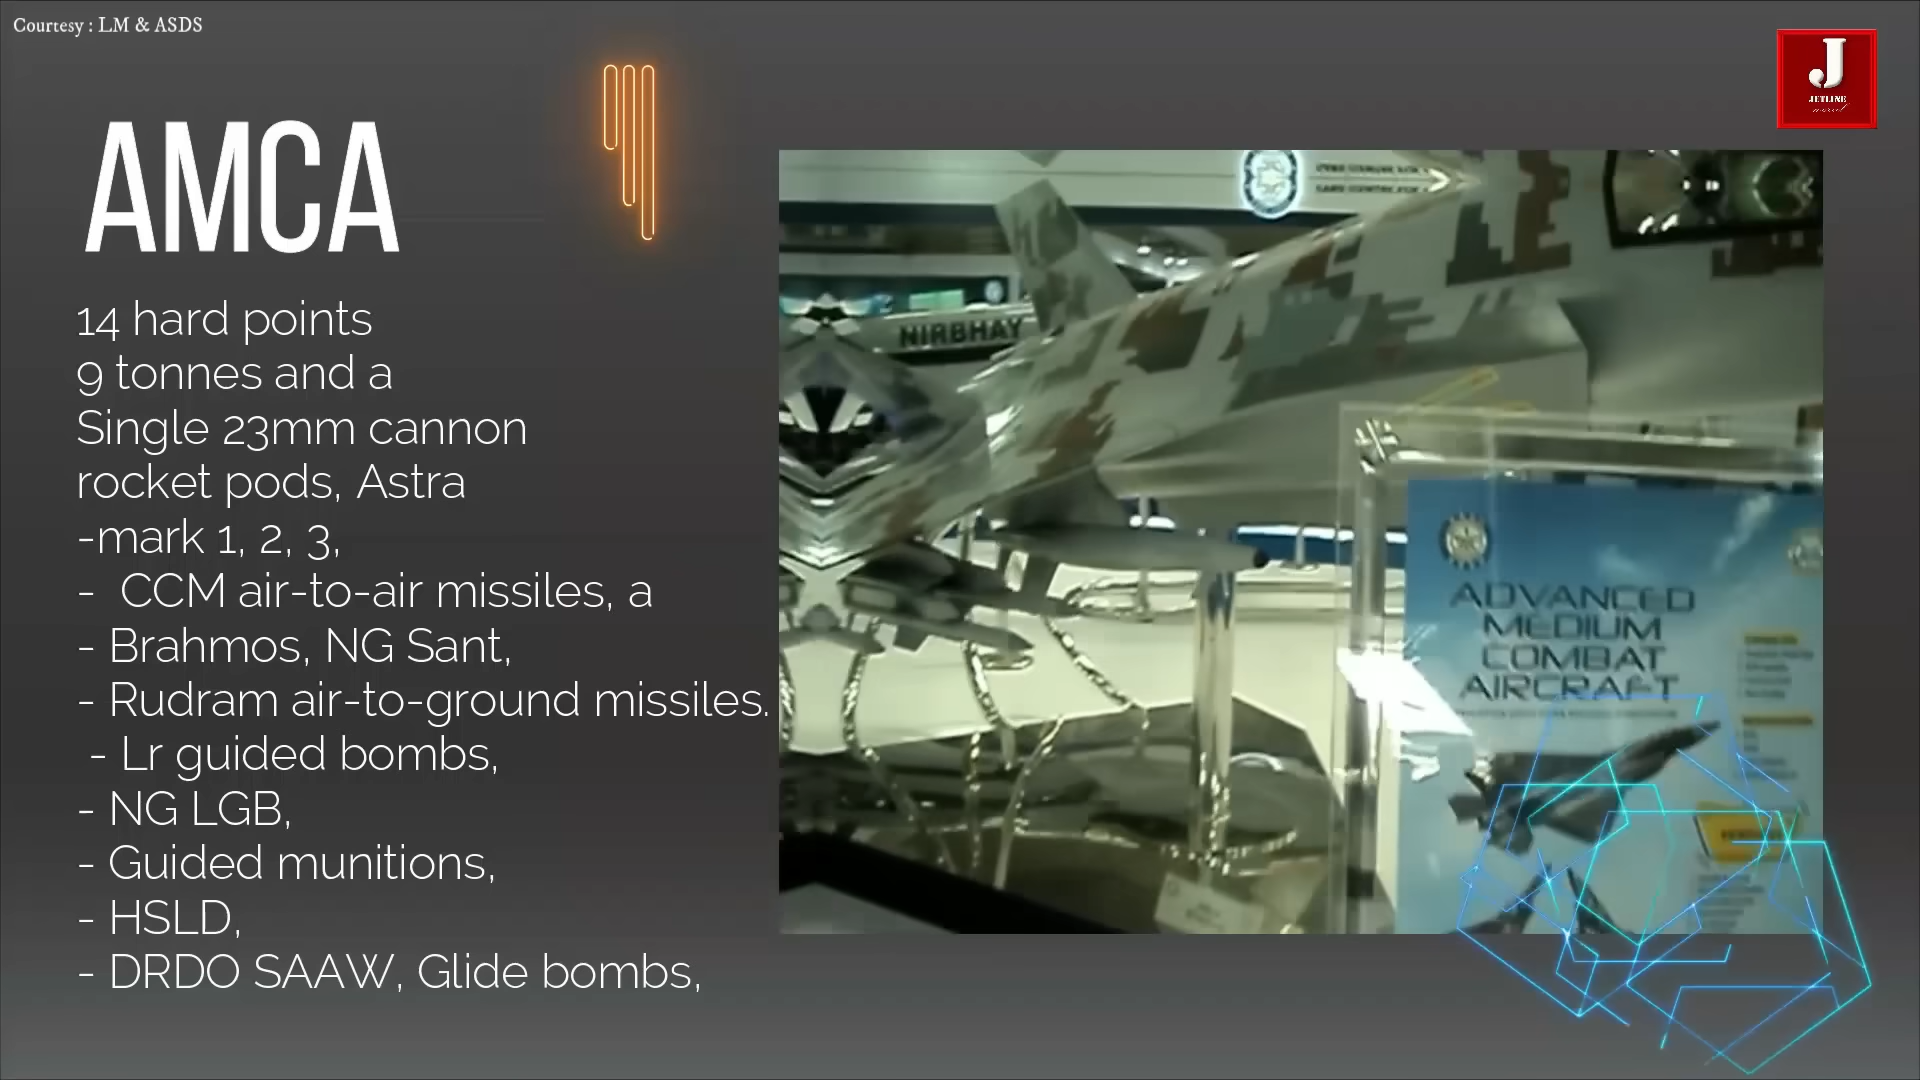 Courtesy : LM & ASDS
J
JETLINE
AMCA
14 hard points
9 tonnes and a
Single 23mm cannon
rocket pods, Astra
-mark 1, 2, 3,
- CCM air-to-air missiles, a
- Brahmos, NG Sant,
- Rudram air-to-ground missiles.
- Lr guided bombs,
- NG LGB,
- Guided munitions,
- HSLD,
- DRDO SAAW, Glide bombs,
NIRBHAY
ADVANCED
MEDIUM
COMBAT
AIRCRAFT